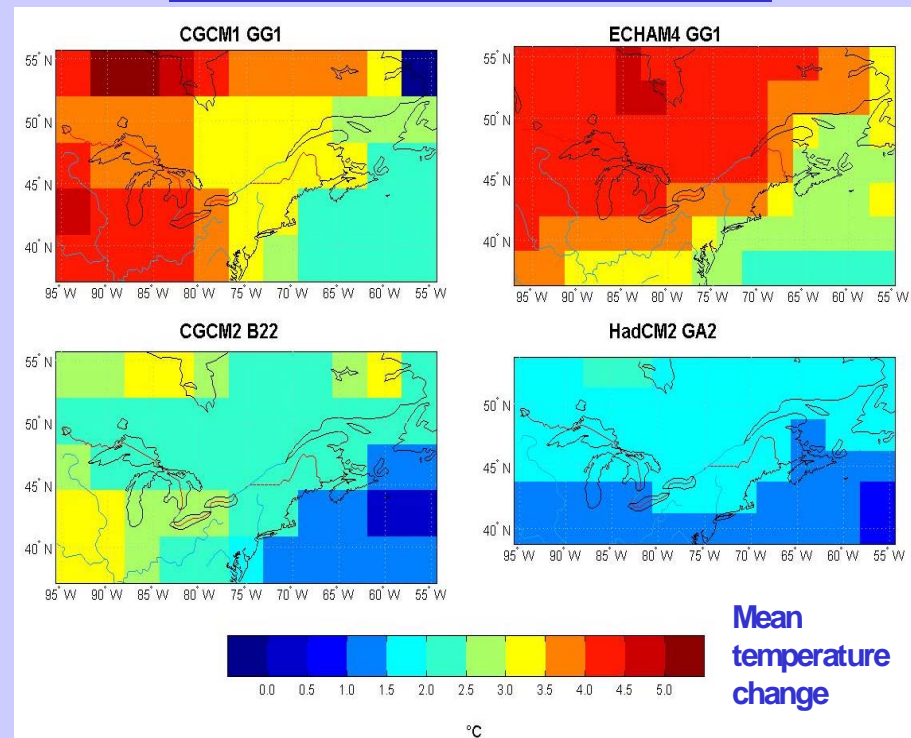 CGCM1 GG1
55° N
50° N
45° N
40° N
95° W 90° W 85° W 80° W 75° W 70° W 65° W 60° W 55° W
ECHAM4 GG1
55° N
50° N
45° N
40° N
95° W 90° W 85° W 80° W 75° W 70° W 65° W 60° W 55° W
CGCM2 B22
55° N
50° N
45° N
40° N
95° W 90° W 85° W 80° W 75° W 70° W 65° W 60° W 55° W
HadCM2 GA2
50° N
45° N
40° N
95° W 90° W 85° W 80° W 75° W 70° W 65° W 60° W 55° W
0.0 0.5 1.0 1.5 2.0 2.5 3.0 3.5 4.0 4.5 5.0
°C
Mean
temperature
change